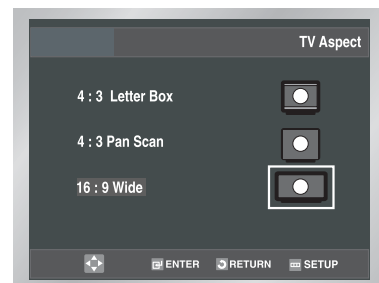 TV Aspect
4 : 3 Letter Box
4 : 3 Pan Scan
16 : 9 Wide
ENTER RETURN SETUP